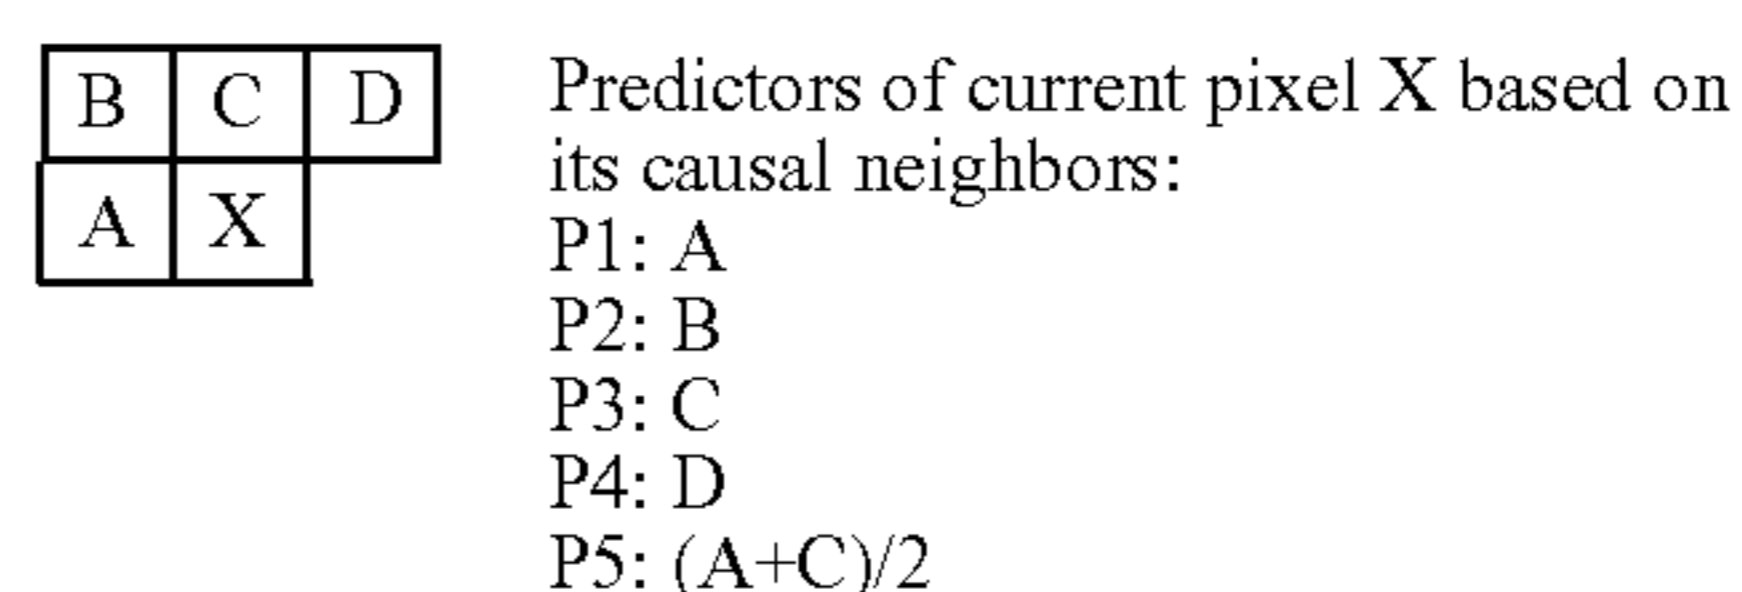 B C D
A X
Predictors of current pixel X based on
its causal neighbors:
P1: A
P2: B
P3: C
P4: D
P5: (A+C)/2